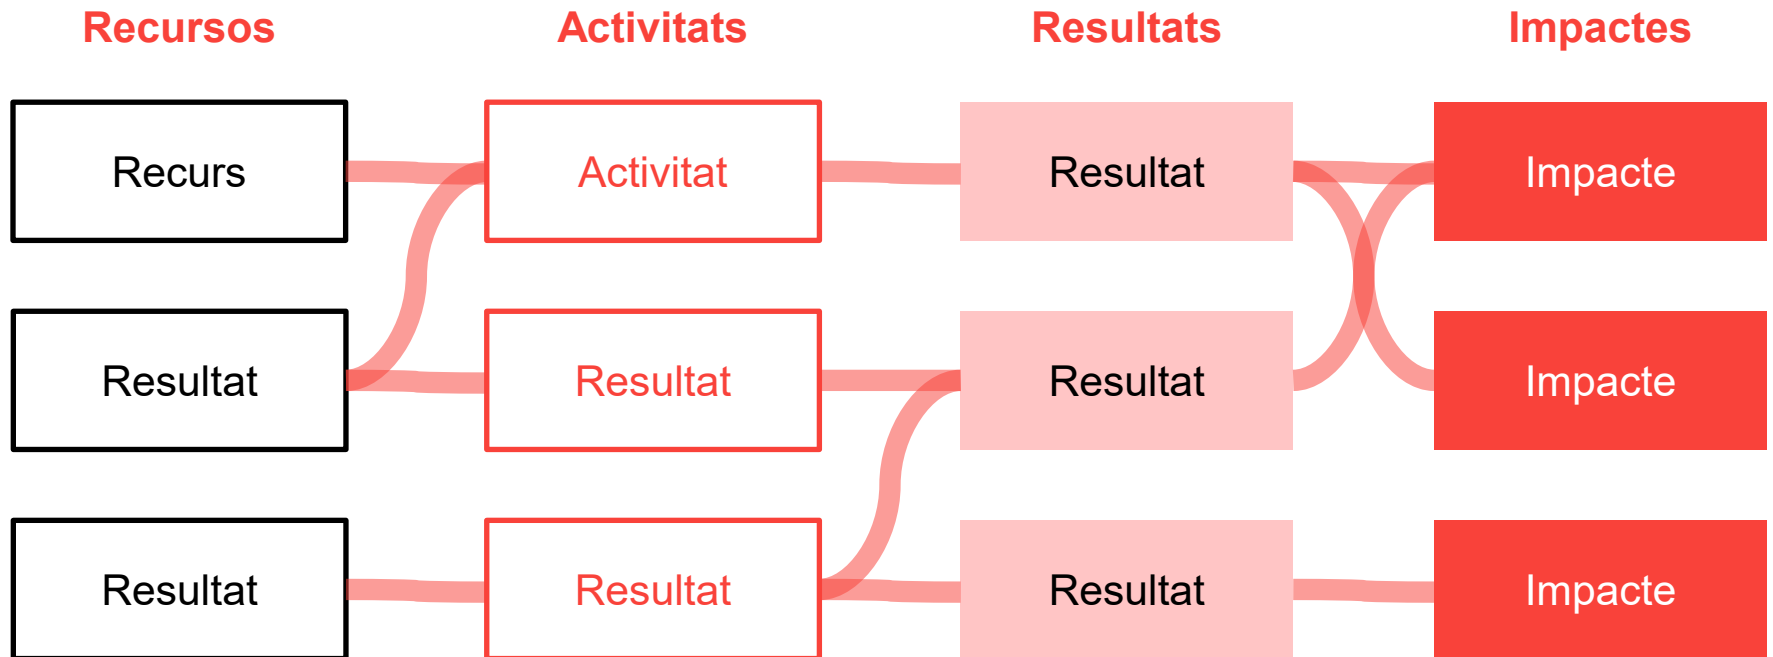 Recursos Activitats Resultats Impactes
Recurs Activitat Resultat Impacte
Resultat Resultat Resultat Impacte
Resultat Resultat Resultat Impacte